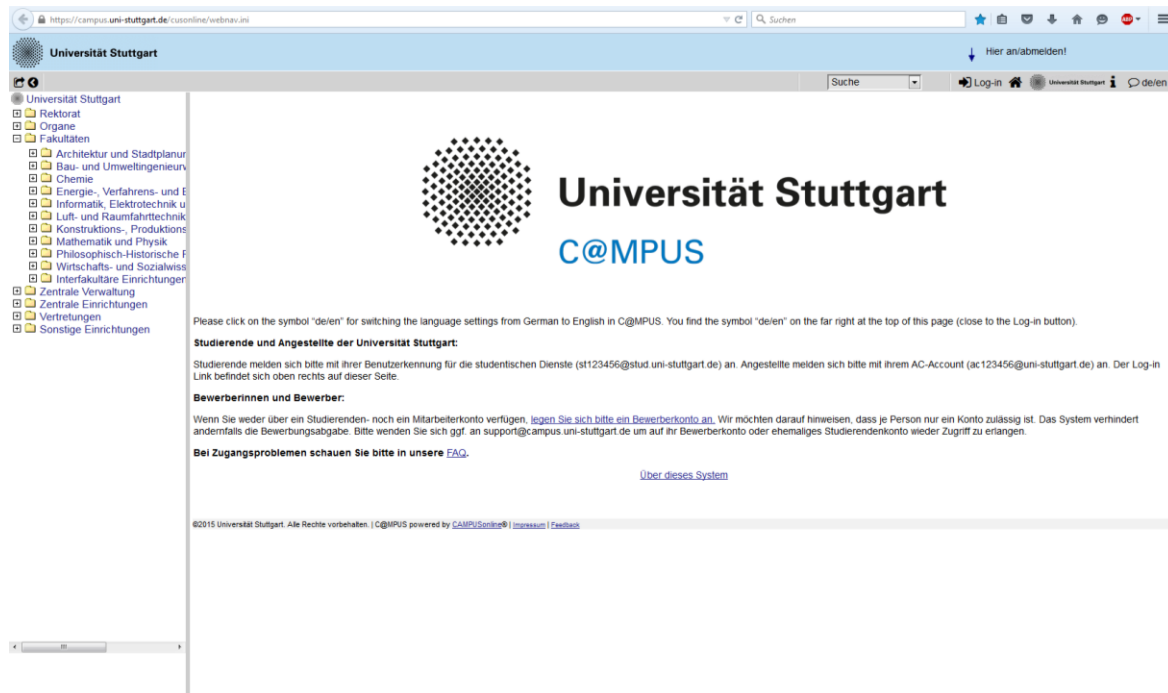 https://campus.uni-stuttgart.de/cusonline/webnav.ini
Suchen
ABP
Universität Stuttgart
Hier an/abmelden!
Suche
Log-in
Universität Stuttgart
de/en
Universität Stuttgart
Rektorat
Organe
Fakultäten
Architektur und Stadtplanur
Bau- und Umweltingenieurv
Chemie
Energie-, Verfahrens- und E
Informatik, Elektrotechnik u
Luft- und Raumfahrttechnik
Konstruktions-, Produktions
Mathematik und Physik
Philosophisch-Historische F
Wirtschafts- und Sozialwiss
Interfakultäre Einrichtungen
Zentrale Verwaltung
Zentrale Einrichtungen
Vertretungen
Sonstige Einrichtungen
Universität Stuttgart
C@MPUS
Please click on the symbol "de/en" for switching the language settings from German to English in C@MPUS. You find the symbol "de/en" on the far right at the top of this page (close to the Log-in button).
Studierende und Angestellte der Universität Stuttgart:
Studierende melden sich bitte mit ihrer Benutzerkennung für die studentischen Dienste (st123456@stud.uni-stuttgart.de) an. Angestellte melden sich bitte mit ihrem AC-Account (ac123456@uni-stuttgart.de) an. Der Log-in
Link befindet sich oben rechts auf dieser Seite.
Bewerberinnen und Bewerber:
Wenn Sie weder über ein Studierenden- noch ein Mitarbeiterkonto verfügen, legen Sie sich bitte ein Bewerberkonto an. Wir möchten darauf hinweisen, dass je Person nur ein Konto zulässig ist. Das System verhindert
andernfalls die Bewerbungsabgabe. Bitte wenden Sie sich ggf. an support@campus.uni-stuttgart.de um auf ihr Bewerberkonto oder ehemaliges Studierendenkonto wieder Zugriff zu erlangen.
Bei Zugangsproblemen schauen Sie bitte in unsere FAQ.
Über dieses System
©2015 Universität Stuttgart. Alle Rechte vorbehalten. | C@MPUS powered by CAMPUSonline® | Impressum | Feedback